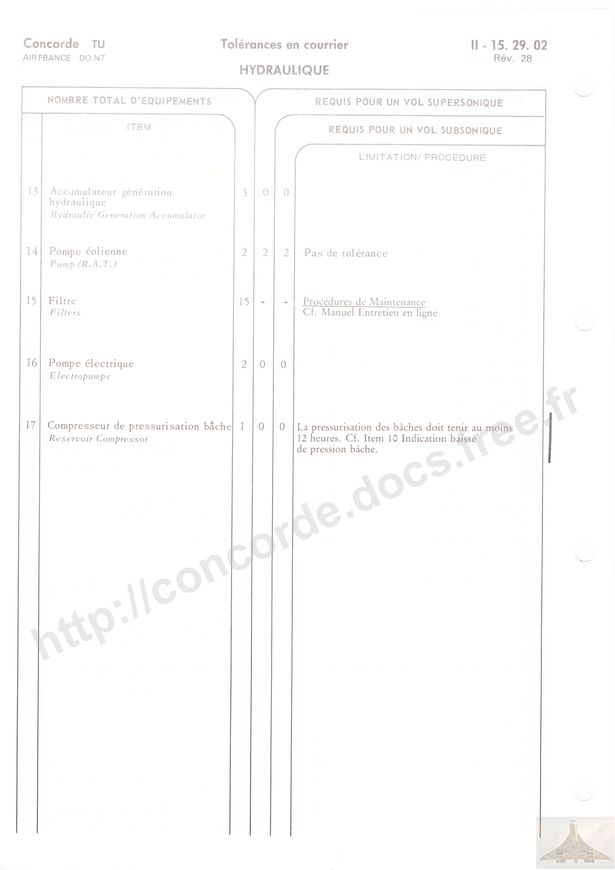 Concorde TU Tolérances en courrier II - 15. 29. 02
AIR FRANCE DO.NT Rév. 28
HYDRAULIQUE
NOMBRE TOTAL D'EQUIPEMENTS REQUIS POUR UN VOL SUPERSONIQUE
ITEM REQUIS POUR UN VOL SUBSONIQUE
LIMITATION/ PROCEDURE
13 Accumulateur génération 3 0 0
hydraulique
Hydraulic Generation Accumulator
14 Pompe éolienne 2 2 2 Pas de tolérance
Pump (R.A.T.)
15 Filtre 15 - - Procédures de Maintenance
Filters Cf. Manuel Entretien en ligne
16 Pompe électrique 2 0 0
Electropumps
17 Compresseur de pressurisation bâche 1 0 0 La pressurisation des bâches doit tenir au moins
Reservoir Compressor 12 heures. Cf. Item 10 Indication baisse
de pression bâche.
http://concorde.docs.free.fr